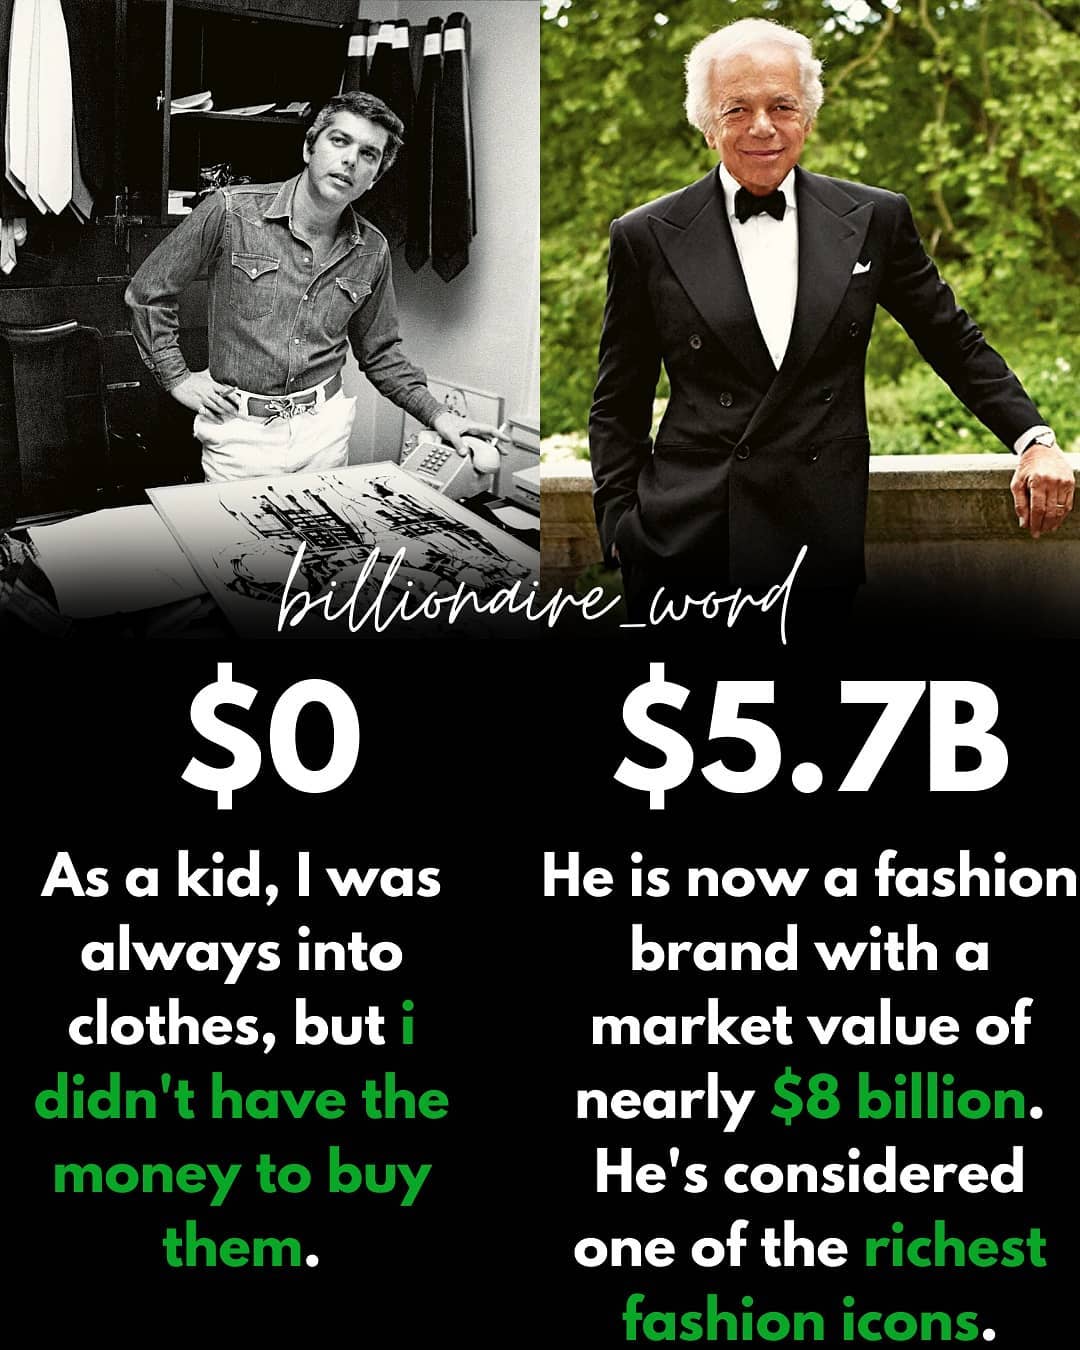 billionaire_word
$0
As a kid, I was
always into
clothes, but i
didn't have the
money to buy
them.
$5.7B
He is now a fashion
brand with a
market value of
nearly $8 billion.
He's considered
one of the richest
fashion icons.